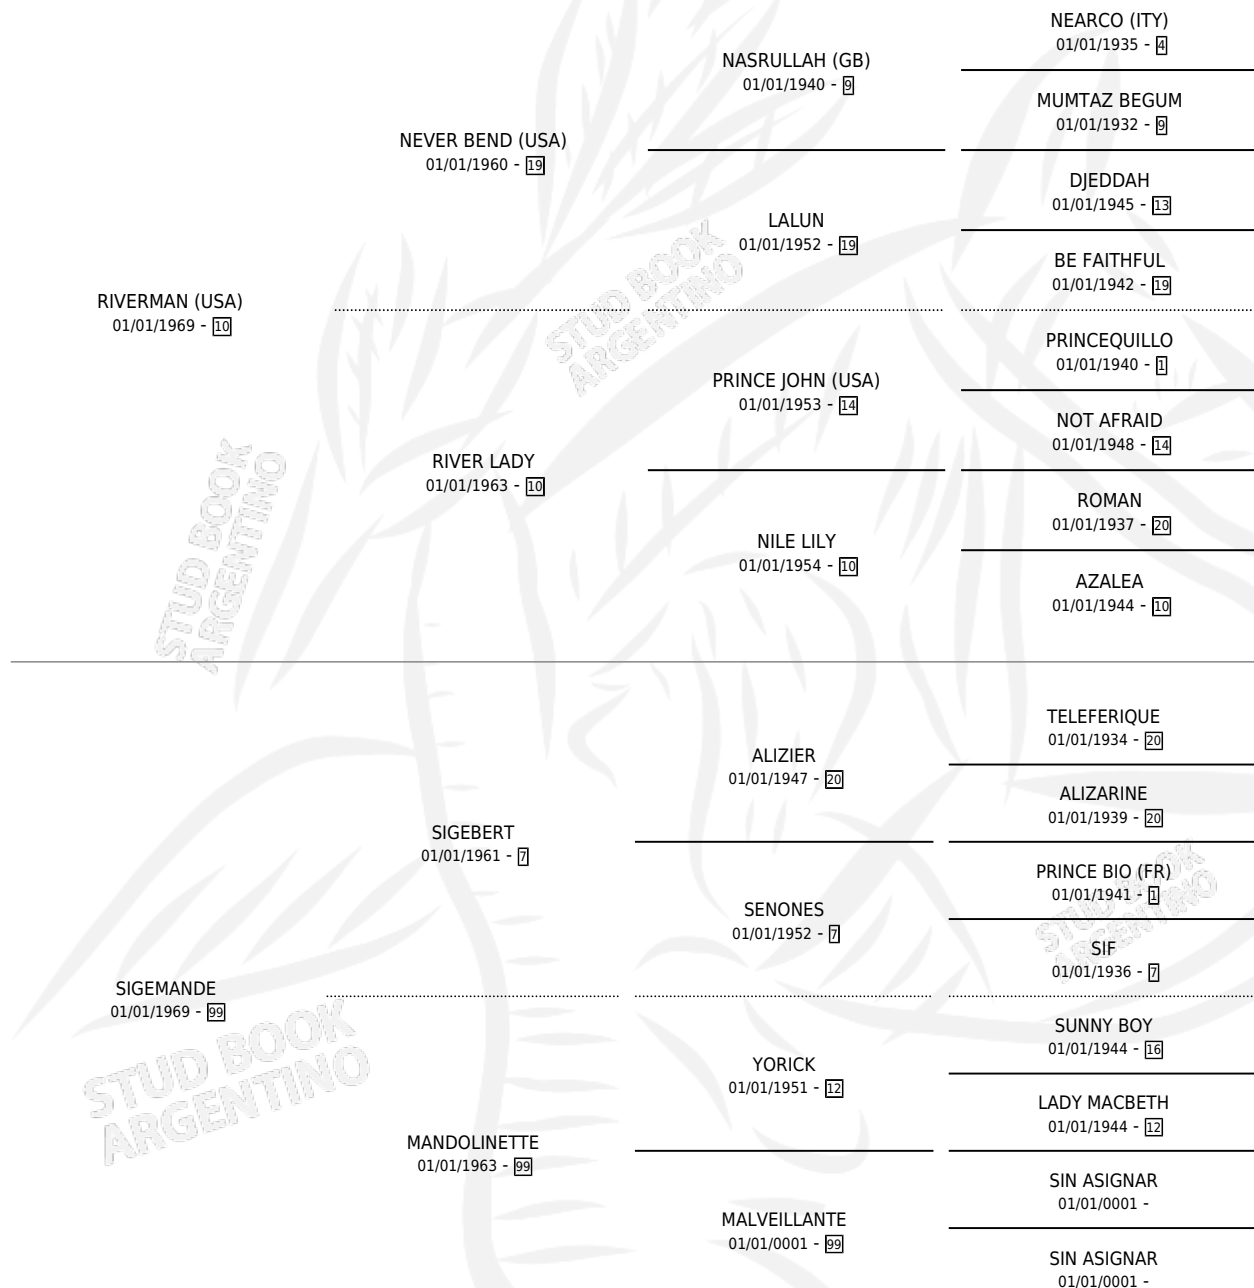 NEARCO (ITY)
01/01/1935 - 4
NASRULLAH (GB)
01/01/1940 - 9
MUMTAZ BEGUM
01/01/1932 - 9
NEVER BEND (USA)
01/01/1960 - 19
DJEDDAH
01/01/1945 - 13
LALUN
01/01/1952 - 19
BE FAITHFUL
01/01/1942 - 19
STUD BOOK
ARGENTINO
RIVERMAN (USA)
01/01/1969 - 10
PRINCEQUILLO
01/01/1940 - 1
PRINCE JOHN (USA)
01/01/1953 - 14
NOT AFRAID
01/01/1948 - 14
RIVER LADY
01/01/1963 - 10
ROMAN
01/01/1937 - 20
NILE LILY
01/01/1954 - 10
AZALEA
01/01/1944 - 10
STUD BOOK
ARGENTINO
TELEFERIQUE
01/01/1934 - 20
ALIZIER
01/01/1947 - 20
ALIZARINE
01/01/1939 - 20
SIGEBERT
01/01/1961 - 7
PRINCE BIO (FR)
01/01/1941 - 1
SENONES
01/01/1952 - 7
SIF
01/01/1936 - 7
STUD BOOK
ARGENTINO
SIGEMANDE
01/01/1969 - 99
SUNNY BOY
01/01/1944 - 16
YORICK
01/01/1951 - 12
LADY MACBETH
01/01/1944 - 12
STUD BOOK
ARGENTINO
MANDOLINETTE
01/01/1963 - 99
SIN ASIGNAR
01/01/0001 -
MALVEILLANTE
01/01/0001 - 99
SIN ASIGNAR
01/01/0001 -